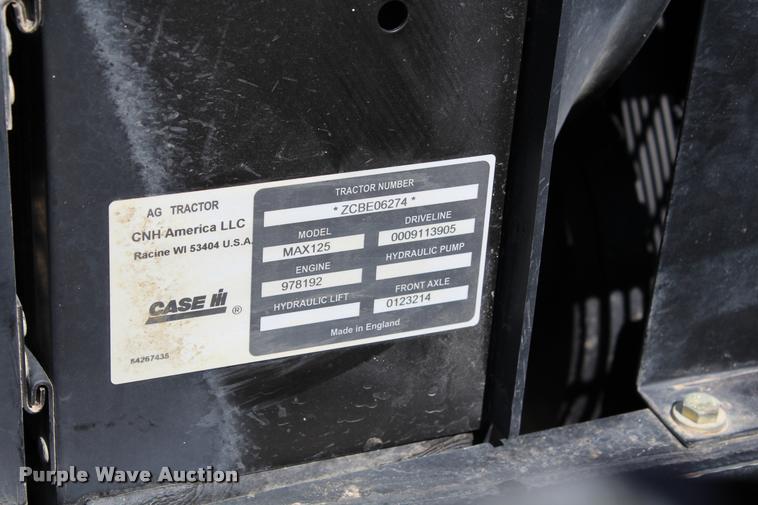 AG TRACTOR
CNH America LLC
Racine WI 53404 U.S.A.
CASE IH ®
84267435
TRACTOR NUMBER
* ZCBE06274 *
MODEL
MAX125
DRIVELINE
0009113905
ENGINE
978192
HYDRAULIC PUMP
HYDRAULIC LIFT
FRONT AXLE
0123214
Made in England
Purple Wave Auction